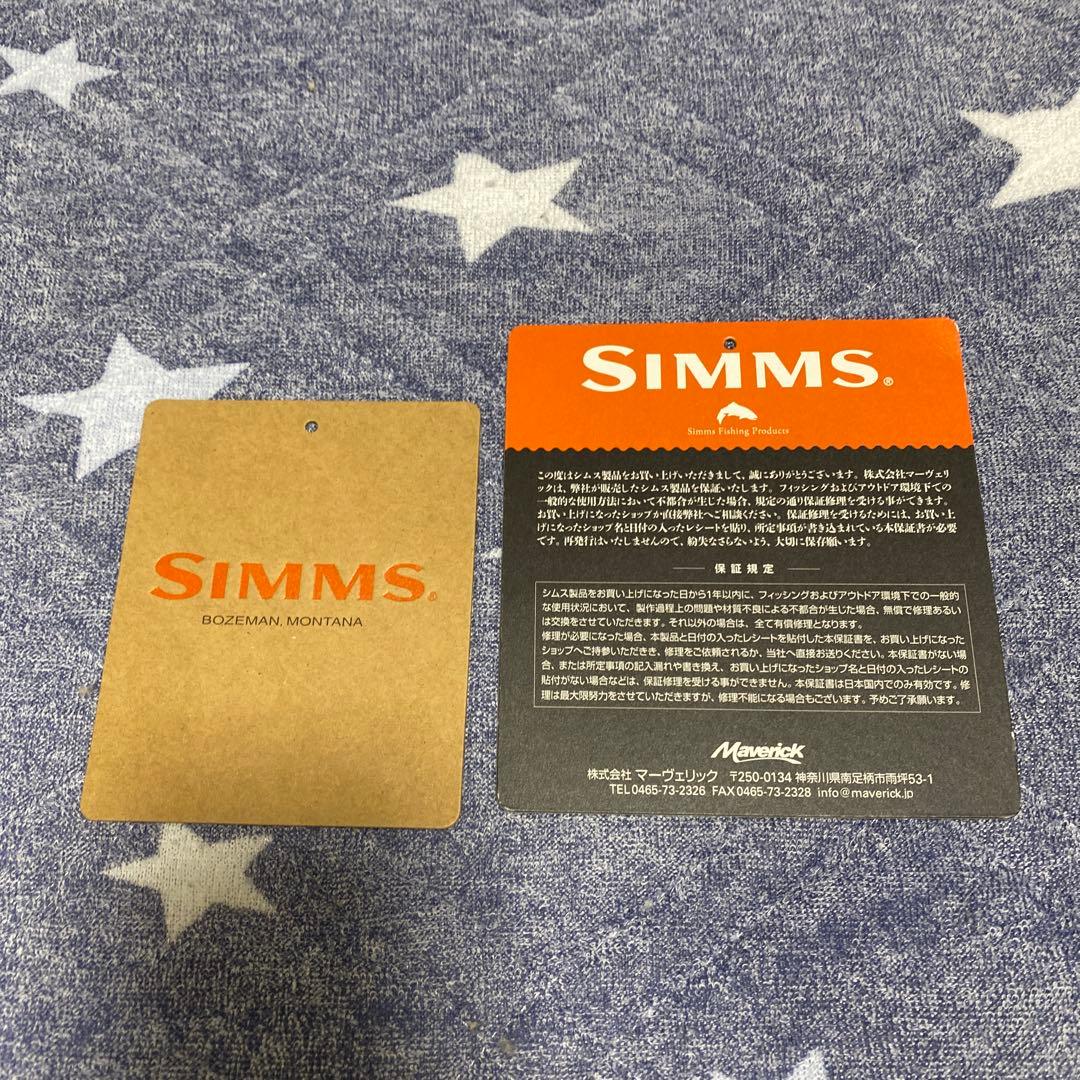 SIMMS®
BOZEMAN, MONTANA
SIMMS®
Simms Fishing Products
この度はシムス製品をお買い上げいただきまして、誠にありがとうございます。株式会社マーヴェリ
ックは、弊社が販売したシムス製品を保証いたします。フィッシングおよびアウトドア環境下での
一般的な使用方法において不都合が生じた場合、規定の通り保証修理を受ける事ができます。
お買い上げになったショップか直接弊社へご相談ください。保証修理を受けるためには、お買い上
げになったショップ名と日付の入ったレシートを貼り、所定事項が書き込まれている本保証書が必要
です。再発行はいたしませんので、紛失なさらないよう、大切に保存願います。
保証規定
シムス製品をお買い上げになった日から1年以内に、フィッシングおよびアウトドア環境下での一般的
な使用状況において、製作過程上の問題や材質不良による不都合が生じた場合、無償で修理あるい
は交換をさせていただきます。それ以外の場合は、全て有償修理となります。
修理が必要になった場合、本製品と日付の入ったレシートを貼付した本保証書を、お買い上げになった
ショップへご持参いただき、修理をご依頼されるか、当社へ直接お送りください。本保証書がない場
合、または所定事項の記入漏れや書き換え、お買い上げになったショップ名と日付の入ったレシートの
貼付がない場合などは、保証修理を受ける事ができません。本保証書は日本国内でのみ有効です。修
理は最大限努力をさせていただきますが、修理不能になる場合もございます。予めご了承願います。
Maverick
株式会社 マーヴェリック 〒250-0134 神奈川県南足柄市雨坪53-1
TEL 0465-73-2326 FAX 0465-73-2328 info@maverick.jp